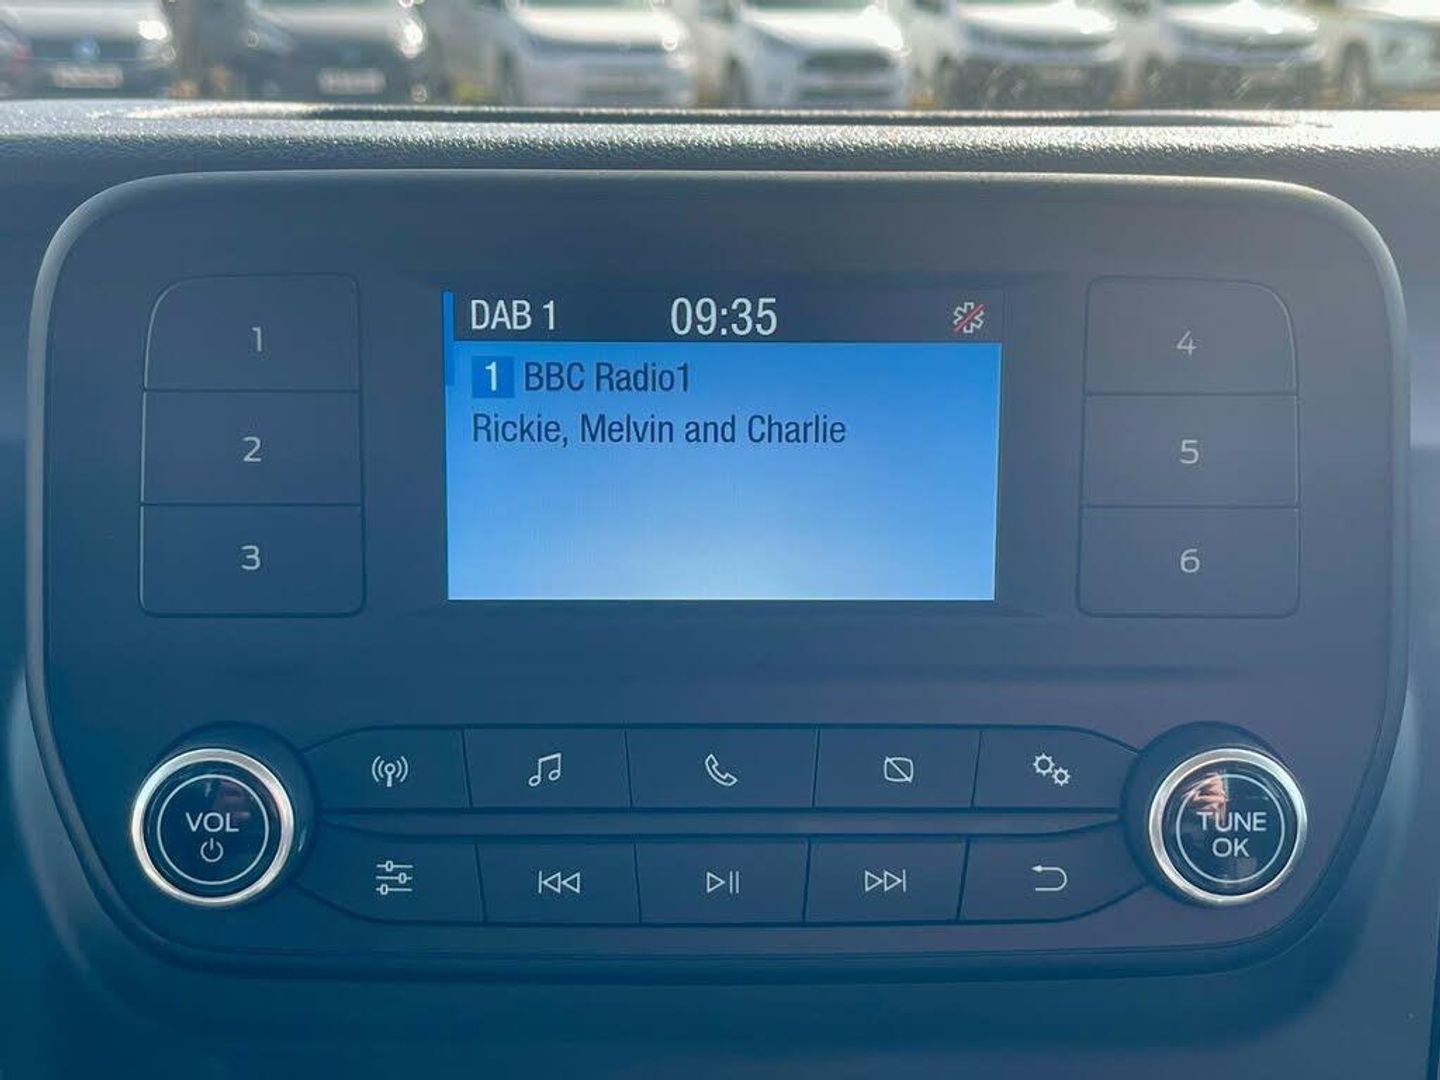 DAB 1 09:35
1 BBC Radio1
Rickie, Melvin and Charlie
1
2
3
4
5
6
VOL
TUNE
OK